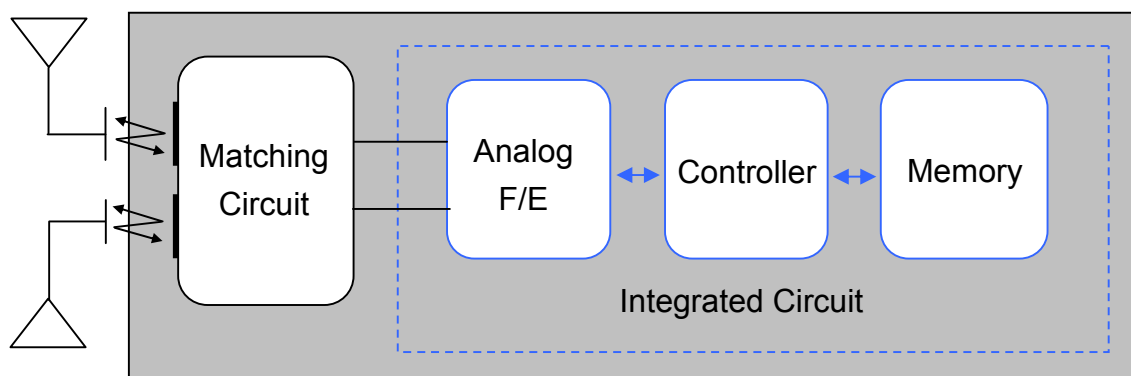 Matching
Circuit
Analog
F/E
Controller
Memory
Integrated Circuit